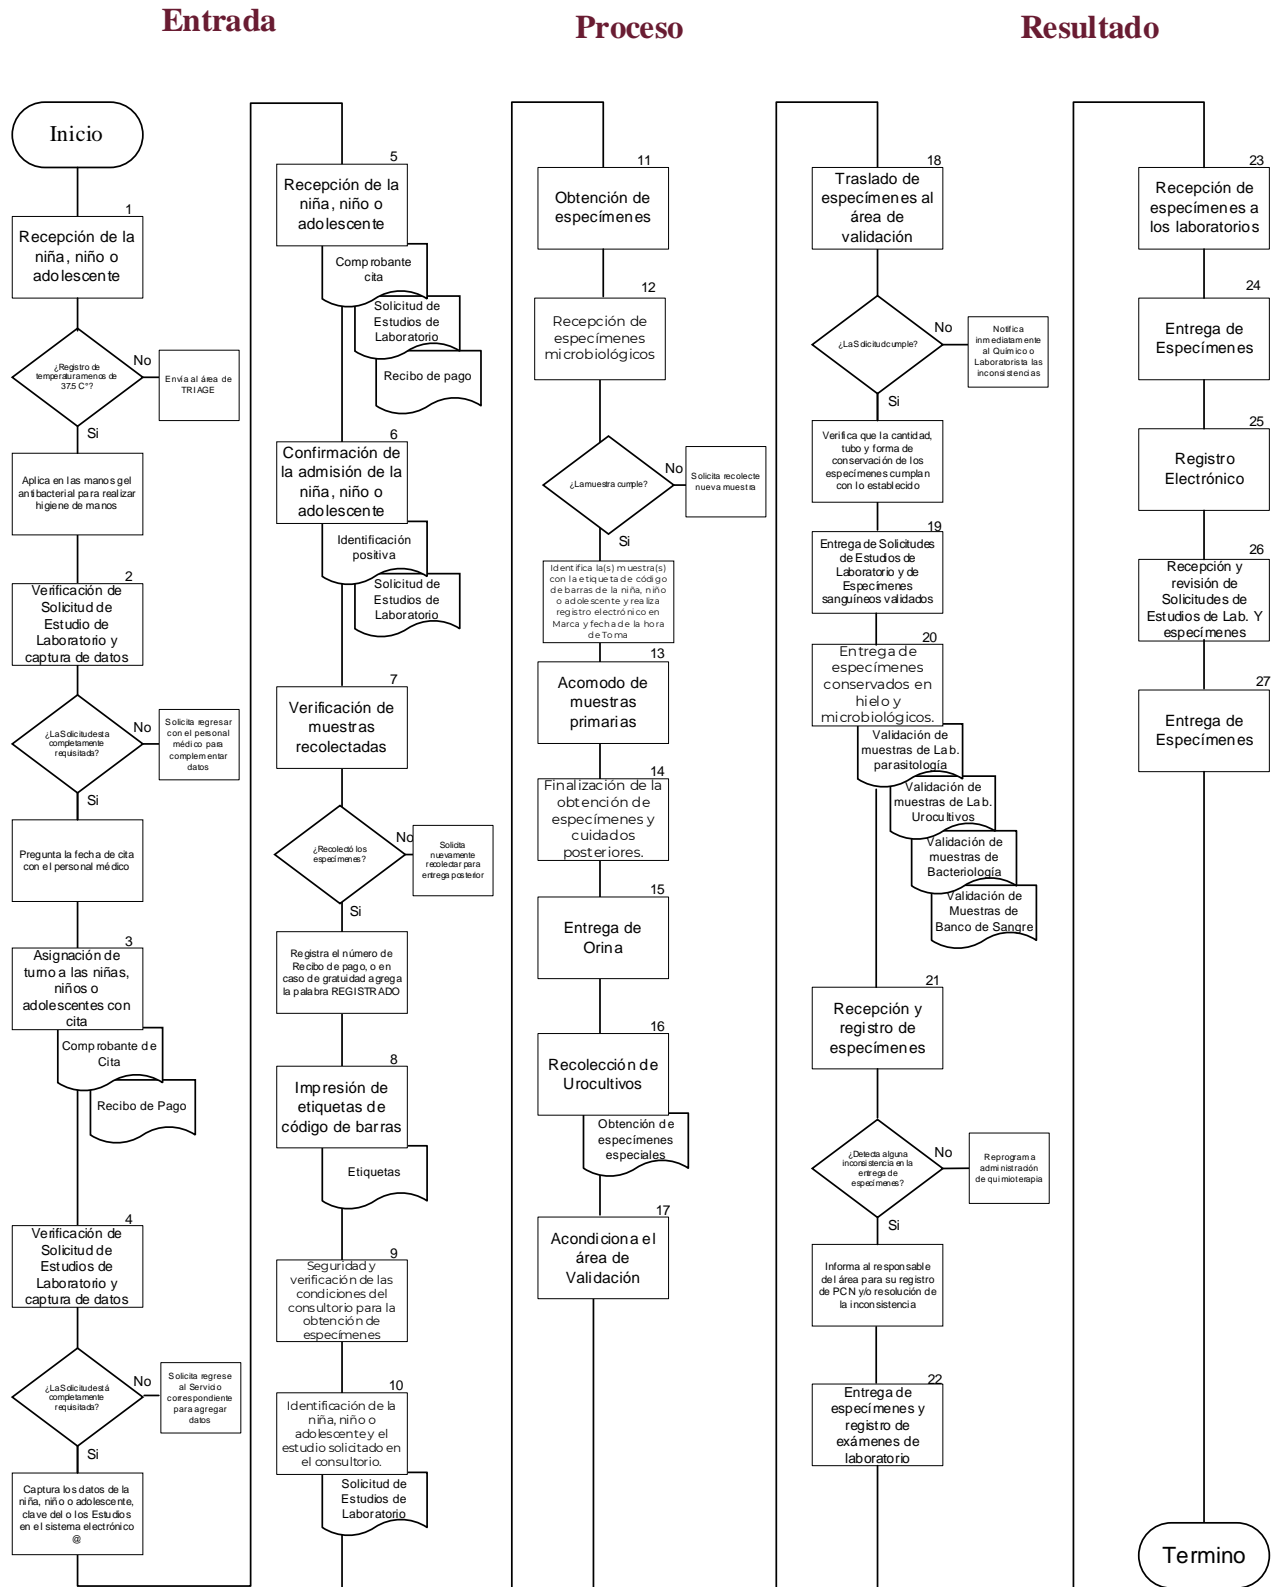 Entrada
Proceso
Resultado
Inicio
1
Recepción de la
niña, niño o
adolescente
¿Registro de
temperatura menos de
37.5 C°?
No
Envía al área de
TRIAGE
Si
Aplica en las manos gel
antibacterial para realizar
higiene de manos
2
Verificación de
Solicitud de
Estudio de
Laboratorio y
captura de datos
¿La Solicitud esta
completamente
requisitada?
No
Solicita regresar
con el personal
médico para
complementar
datos
Si
Pregunta la fecha de cita
con el personal médico
3
Asignación de
turno a las niñas,
niños o
adolescentes con
cita
Comprobante de
Cita
Recibo de Pago
4
Verificación de
Solicitud de
Estudios de
Laboratorio y
captura de datos
¿La Solicitud está
completamente
requisitada?
No
Solicita regrese
al Servicio
correspondiente
para agregar
datos
Si
Captura los datos de la
niña, niño o adolescente,
clave del o los Estudios
en el sistema electrónico
@
5
Recepción de la
niña, niño o
adolescente
Comprobante
cita
Solicitud de
Estudios de
Laboratorio
Recibo de pago
6
Confirmación de
la admisión de la
niña, niño o
adolescente
Identificación
positiva
Solicitud de
Estudios de
Laboratorio
7
Verificación de
muestras
recolectadas
¿Recolectó los
especímenes?
No
Solicita
nuevamente
recolectar para
entrega posterior
Si
Registra el número de
Recibo de pago, o en
caso de gratuidad agrega
la palabra REGISTRADO
8
Impresión de
etiquetas de
código de barras
Etiquetas
9
Seguridad y
verificación de las
condiciones del
consultorio para la
obtención de
especímenes
10
Identificación de la
niña, niño o
adolescente y el
estudio solicitado en
el consultorio.
Solicitud de
Estudios de
Laboratorio
11
Obtención de
especímenes
12
Recepción de
especímenes
microbiológicos
¿La muestra cumple?
No
Solicita recolecte
nueva muestra
Si
Identifica la(s) muestra(s)
con la etiqueta de código
de barras de la niña, niño
o adolescente y realiza
registro electrónico en
Marca y fecha de la hora
de Toma
13
Acomodo de
muestras
primarias
14
Finalización de la
obtención de
especímenes y
cuidados
posteriores.
15
Entrega de
Orina
16
Recolección de
Urocultivos
Obtención de
especímenes
especiales
17
Acondiciona el
área de
Validación
18
Traslado de
especímenes al
área de
validación
¿La Solicitud cumple?
No
Notifica
inmediatamente
al Químico o
Laboratorista las
inconsistencias
Si
Verifica que la cantidad,
tubo y forma de
conservación de los
especímenes cumplan
con lo establecido
19
Entrega de Solicitudes
de Estudios de
Laboratorio y de
Especímenes
sanguíneos validados
20
Entrega de
especímenes
conservados en
hielo y
microbiológicos.
Validación de
muestras de Lab.
parasitología
Validación de
muestras de Lab.
Urocultivos
Validación de
muestras de
Bacteriología
Validación de
Muestras de
Banco de Sangre
21
Recepción y
registro de
especímenes
¿Detecta alguna
inconsistencia en la
entrega de
especímenes?
No
Reprograma
administración
de quimioterapia
Si
Informa al responsable
del área para su registro
de PCN y/o resolución de
la inconsistencia
22
Entrega de
especímenes y
registro de
exámenes de
laboratorio
23
Recepción de
especímenes a
los laboratorios
24
Entrega de
Especímenes
25
Registro
Electrónico
26
Recepción y
revisión de
Solicitudes de
Estudios de Lab. Y
especímenes
27
Entrega de
Especímenes
Termino